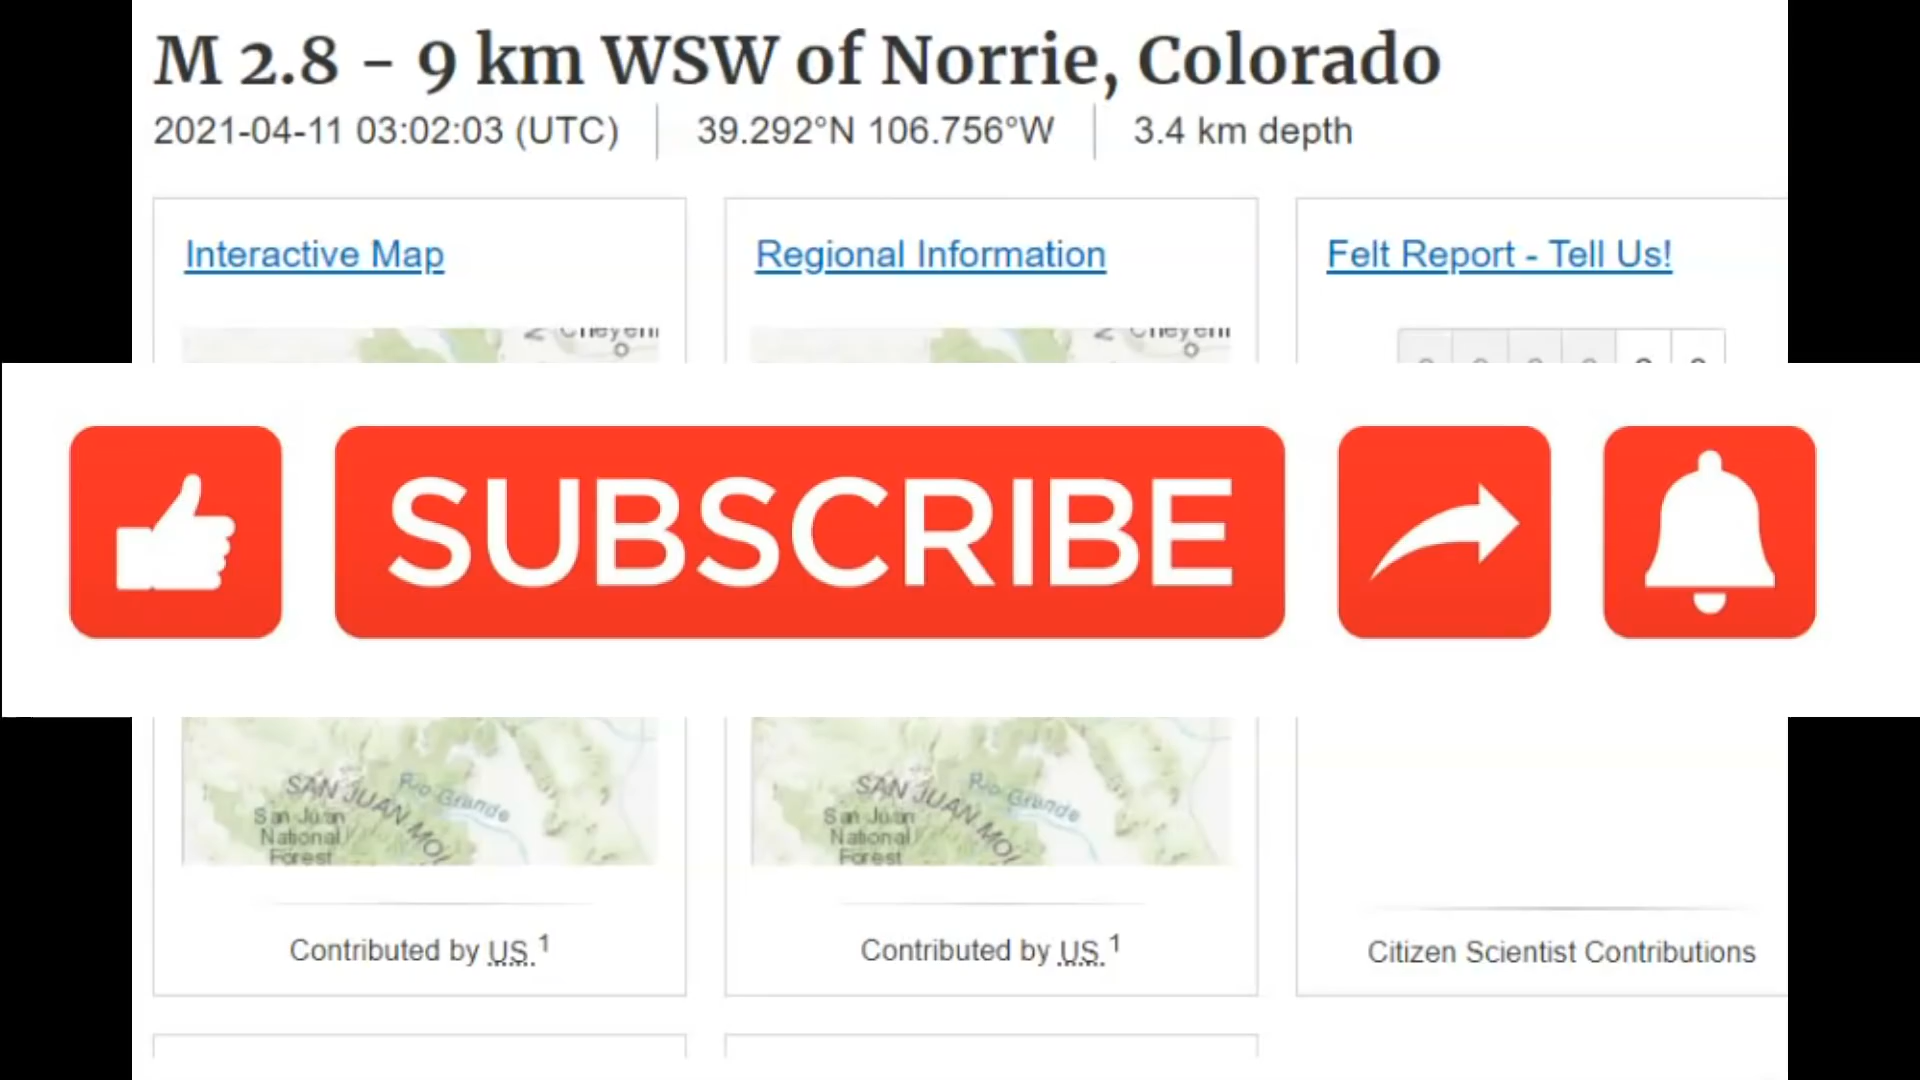 M 2.8 - 9 km WSW of Norrie, Colorado
2021-04-11 03:02:03 (UTC) 39.292°N 106.756°W 3.4 km depth
Interactive Map Regional Information Felt Report - Tell Us!
SUBSCRIBE
SAN JUAN Rio Grande
San Juan
National
Forest
SAN JUAN Rio Grande
San Juan
National
Forest
Contributed by US 1 Contributed by US 1 Citizen Scientist Contributions